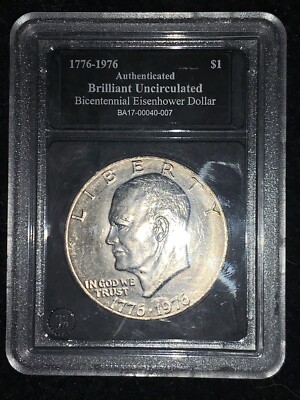 1776-1976 $1
Authenticated
Brilliant Uncirculated
Bicentennial Eisenhower Dollar
BA17-00040-007
LIBERTY
IN GOD WE
TRUST
1776·1976